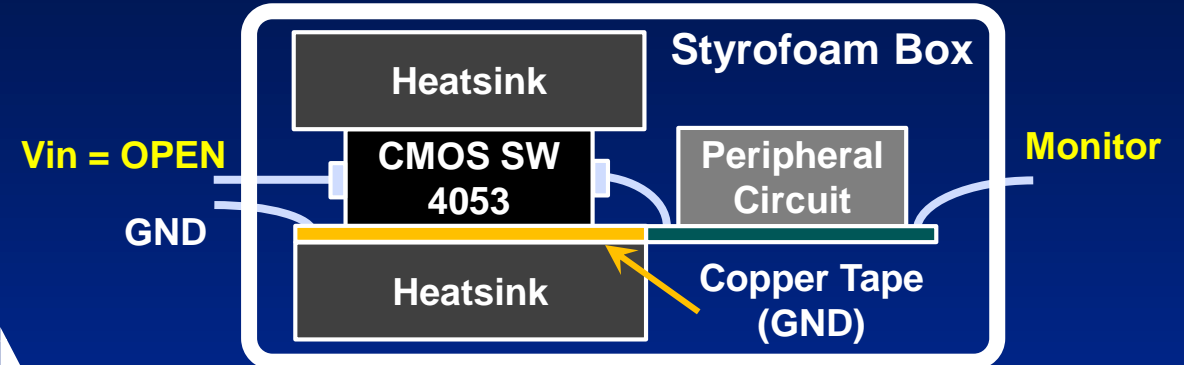 Styrofoam Box
Heatsink
Vin = OPEN
CMOS SW
4053
Peripheral
Circuit
Monitor
GND
Heatsink
Copper Tape
(GND)